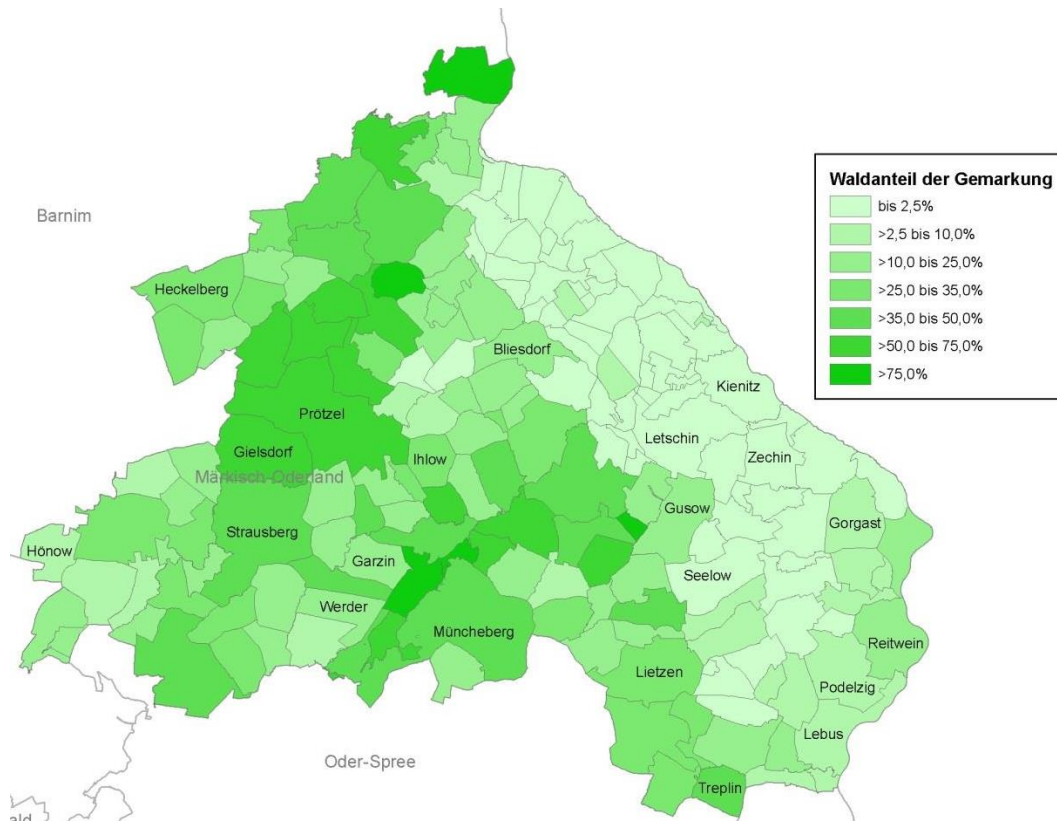 Barnim
Heckelberg
Bliesdorf
Kienitz
Prötzel
Letschin
Gielsdorf
Ihlow
Zechin
Märkisch-Oderland
Gusow
Strausberg
Gorgast
Hönow
Garzin
Seelow
Werder
Müncheberg
Reitwein
Lietzen
Podelzig
Lebus
Oder-Spree
Treplin
ald
Waldanteil der Gemarkung
bis 2,5%
>2,5 bis 10,0%
>10,0 bis 25,0%
>25,0 bis 35,0%
>35,0 bis 50,0%
>50,0 bis 75,0%
>75,0%